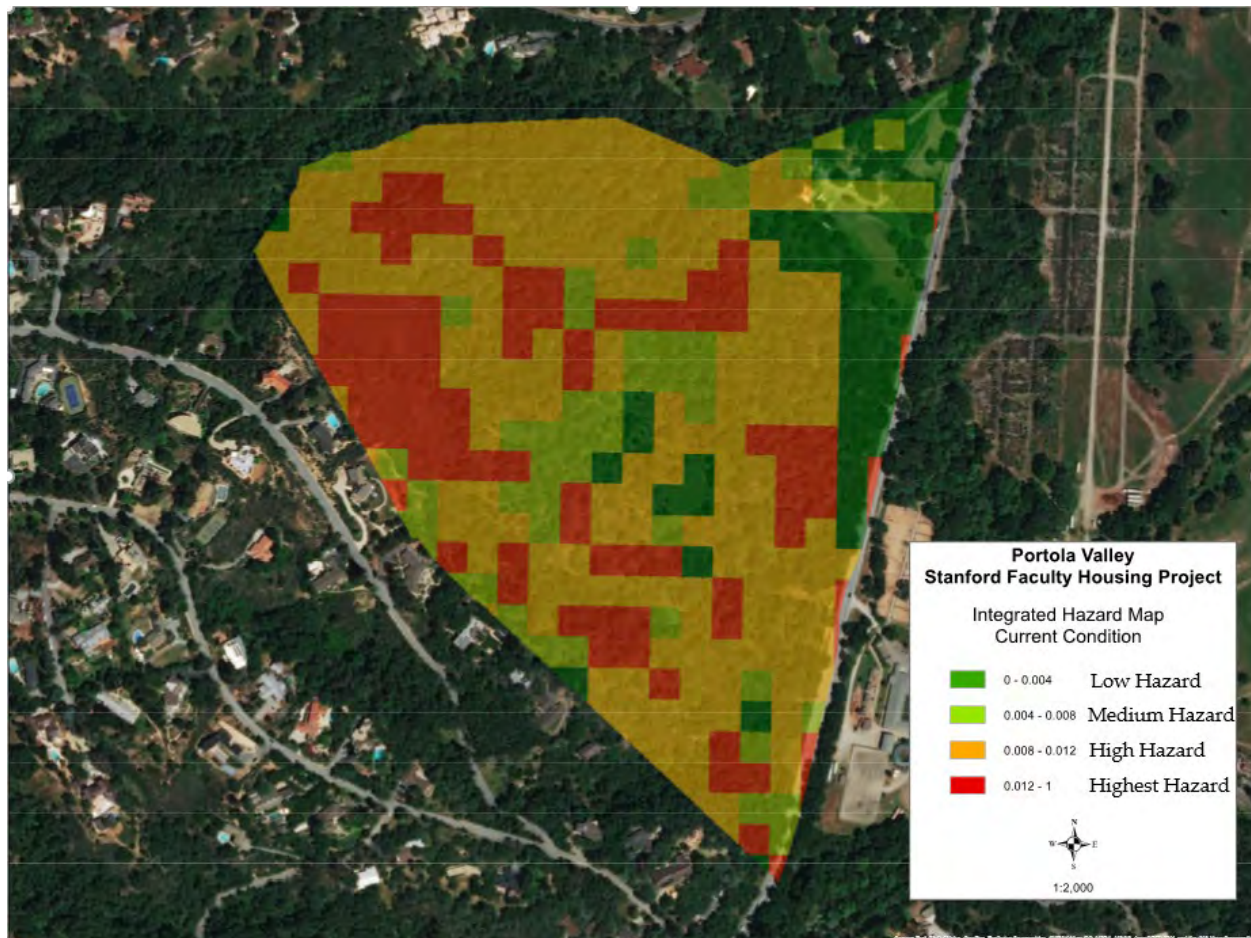 Portola Valley
Stanford Faculty Housing Project
Integrated Hazard Map
Current Condition
0 - 0.004 Low Hazard
0.004 - 0.008 Medium Hazard
0.008 - 0.012 High Hazard
0.012 - 1 Highest Hazard
N
W E
S
1:2,000